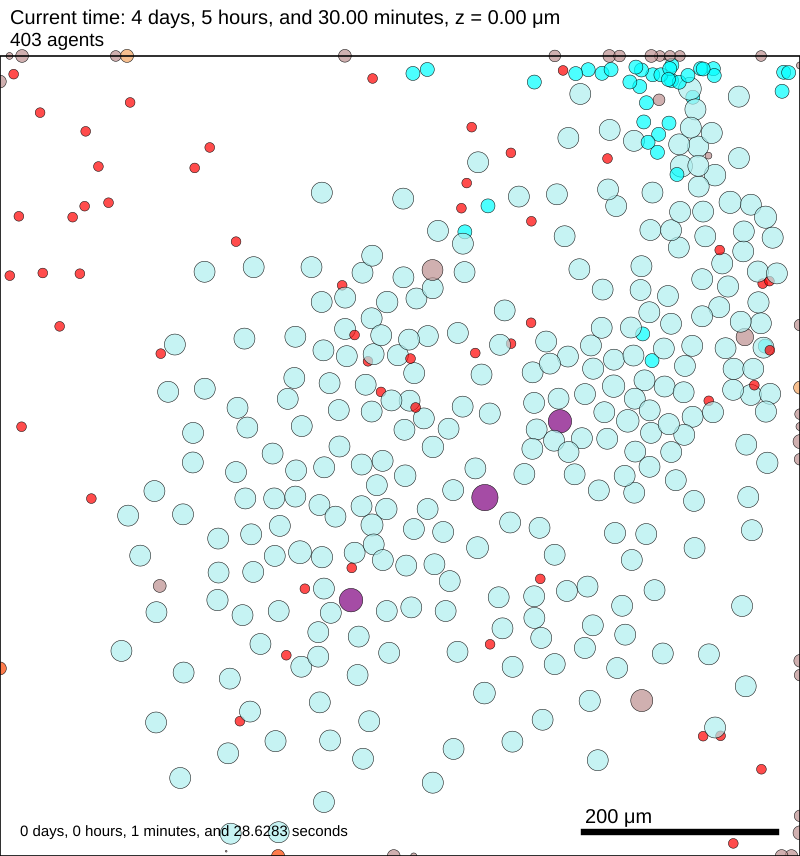 Current time: 4 days, 5 hours, and 30.00 minutes, z = 0.00 μm
403 agents
200 μm
0 days, 0 hours, 1 minutes, and 28.6283 seconds